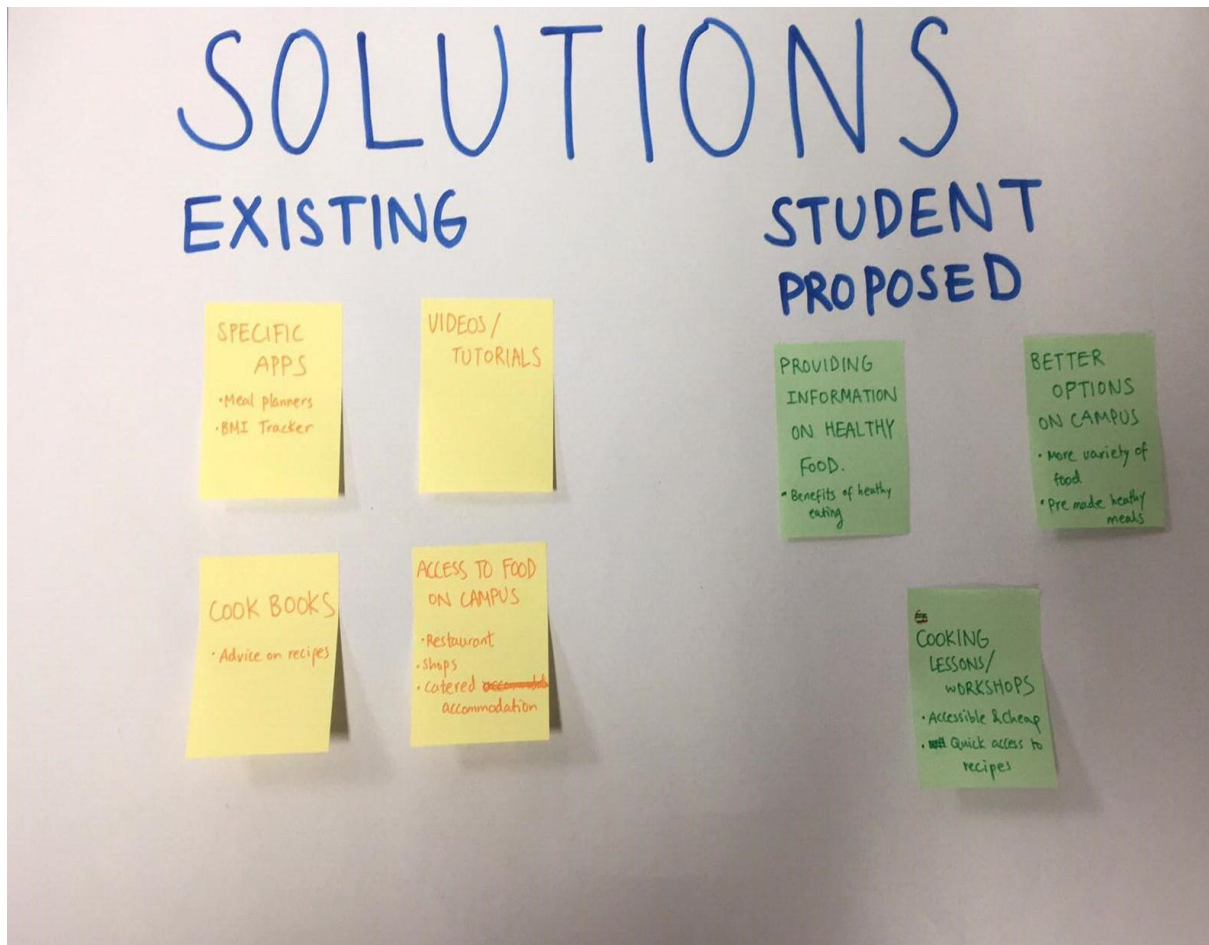 SOLUTIONS
EXISTING
SPECIFIC
APPS
• Meal planners
• BMI Tracker
VIDEOS/
TUTORIALS
COOK BOOKS
• Advice on recipes
ACCESS TO FOOD
ON CAMPUS
• Restaurant
• Shops
• Catered
accommodation
STUDENT
PROPOSED
PROVIDING
INFORMATION
ON HEALTHY
FOOD.
• Benefits of heathy
eating
BETTER
OPTIONS
ON CAMPUS
• More variety of
food
• Pre made heathy
meals
COOKING
LESSONS/
WORKSHOPS
• Accessible & Cheap
• Quick access to
recipes